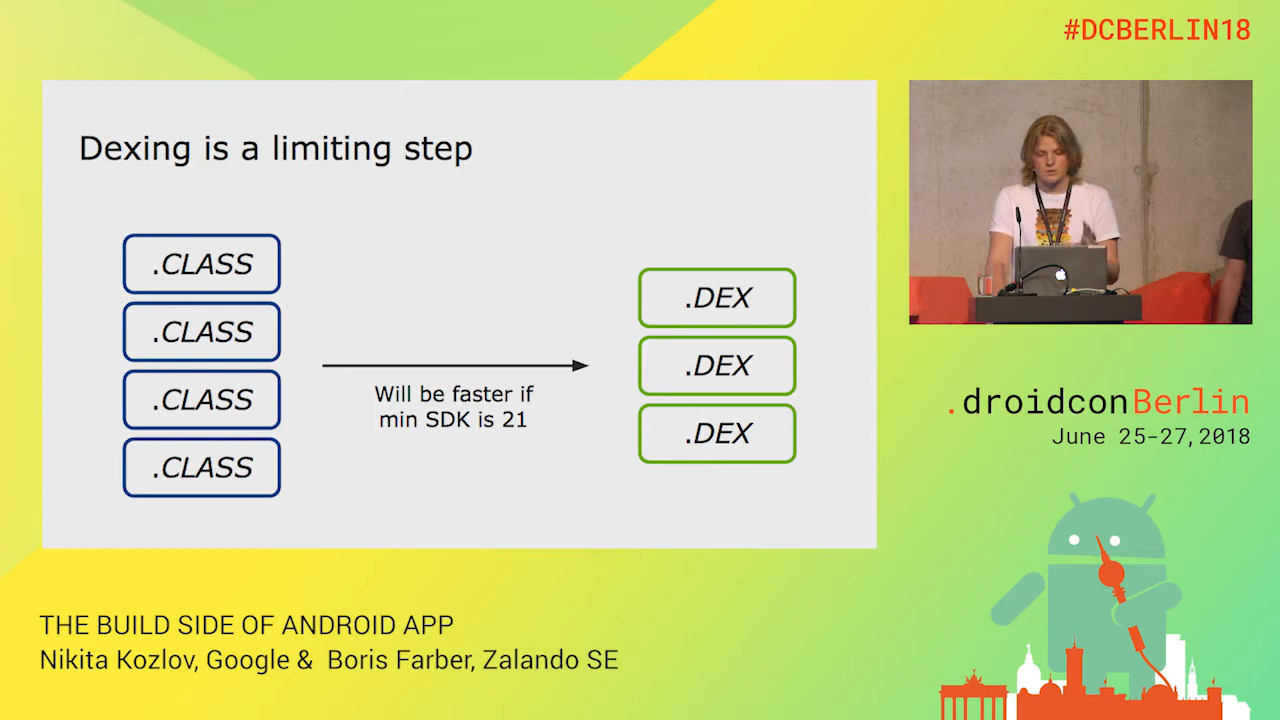 #DCBERLIN18
Dexing is a limiting step
.CLASS
.CLASS
.CLASS
.CLASS
Will be faster if
min SDK is 21
.DEX
.DEX
.DEX
.droidconBerlin
June 25-27, 2018
THE BUILD SIDE OF ANDROID APP
Nikita Kozlov, Google & Boris Farber, Zalando SE